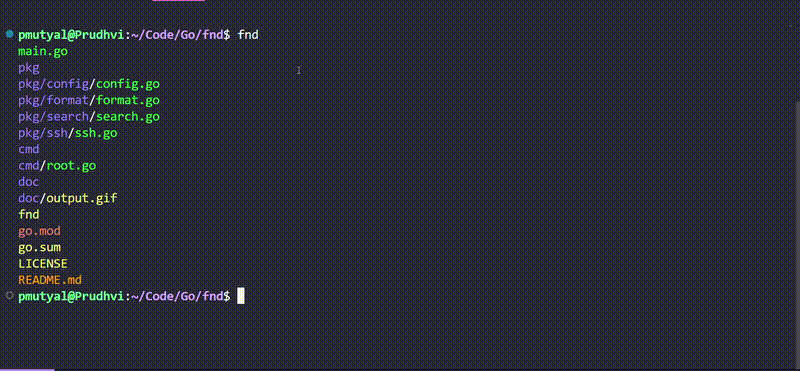 pmutyal@Prudhvi:~/Code/Go/fnd$ fnd
main.go
pkg
pkg/config/config.go
pkg/format/format.go
pkg/search/search.go
pkg/ssh/ssh.go
cmd
cmd/root.go
doc
doc/output.gif
fnd
go.mod
go.sum
LICENSE
README.md
pmutyal@Prudhvi:~/Code/Go/fnd$